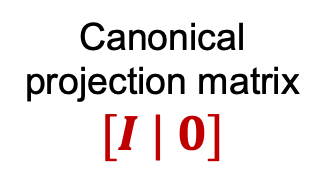 Canonical
projection matrix
[I | 0]